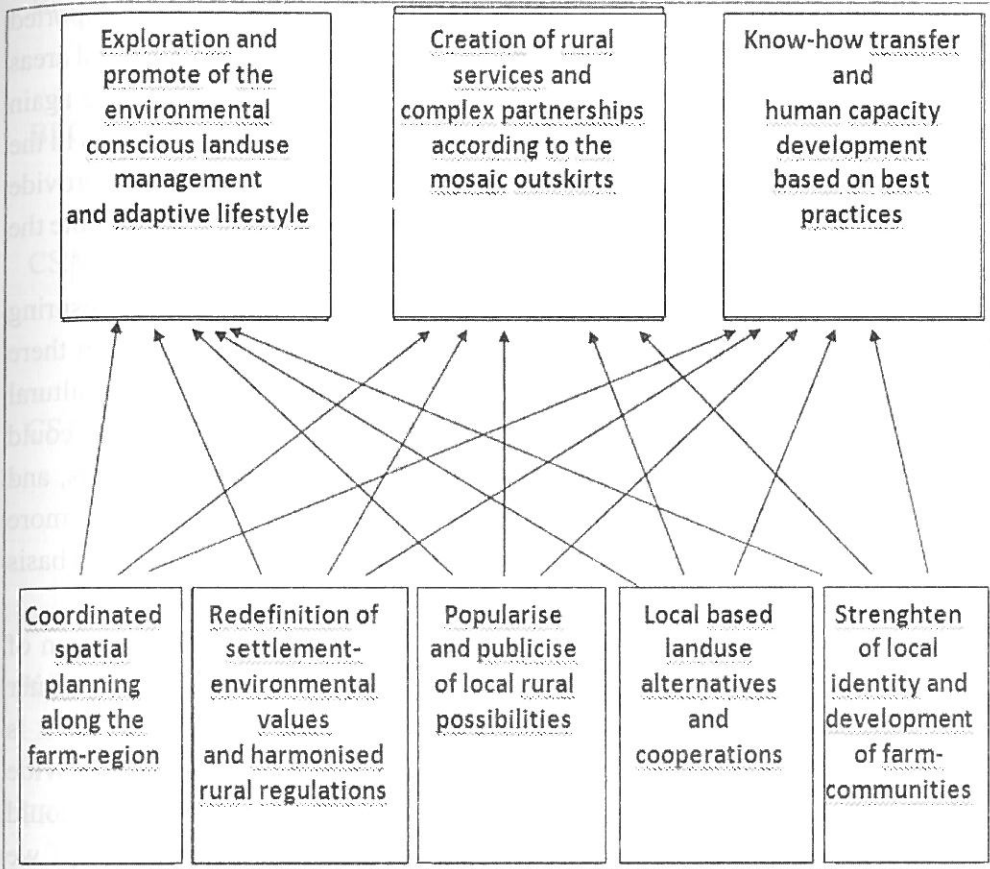 Exploration and
promote of the
environmental
conscious landuse
management
and adaptive lifestyle
Creation of rural
services and
complex partnerships
according to the
mosaic outskirts
Know-how transfer
and
human capacity
development
based on best
practices
Coordinated
spatial
planning
along the
farm-region
Redefinition of
settlement-
environmental
values
and harmonised
rural regulations
Popularise
and publicise
of local rural
possibilities
Local based
landuse
alternatives
and
cooperations
Strenghten
of local
identity and
development
of farm-
communities